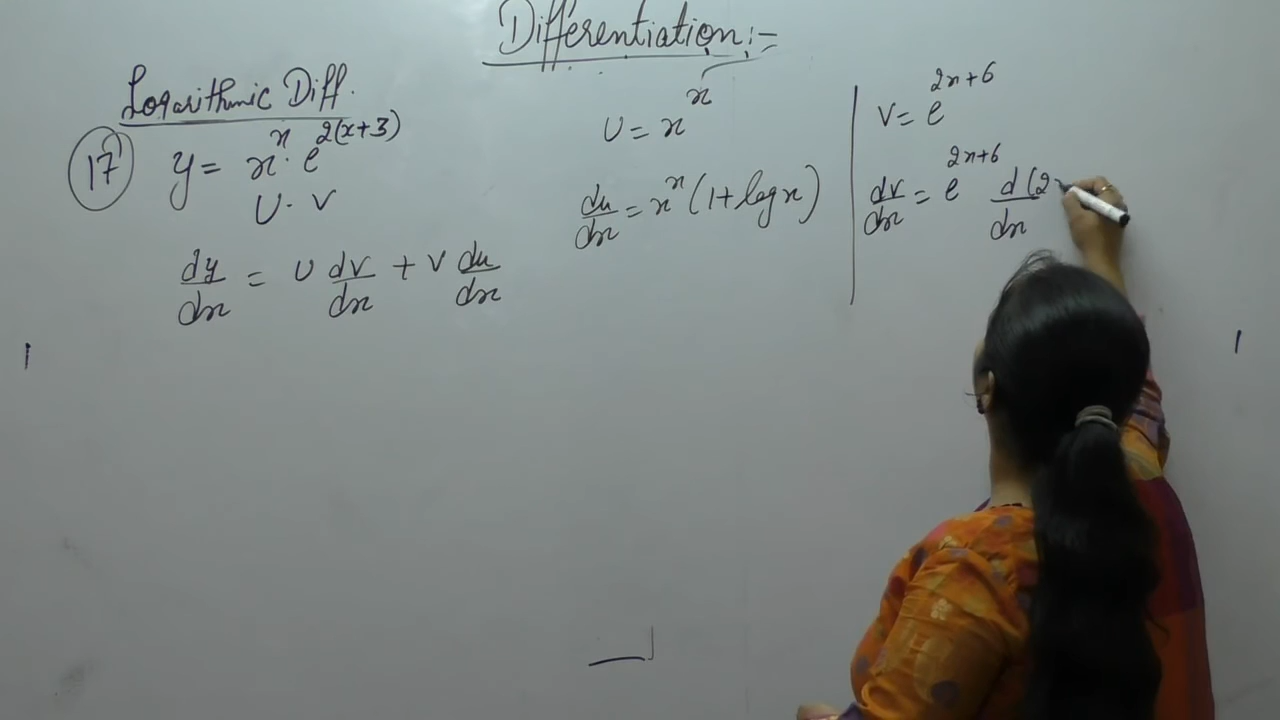 Differentiation:-
Logarithmic Diff.
17) y = x^x . e^2(x+3)
U . V
dy/dx = U dv/dx + V du/dx
U = x^x
du/dx = x^x (1+logx)
V = e^2x+6
dv/dx = e^2x+6 d/dx (2